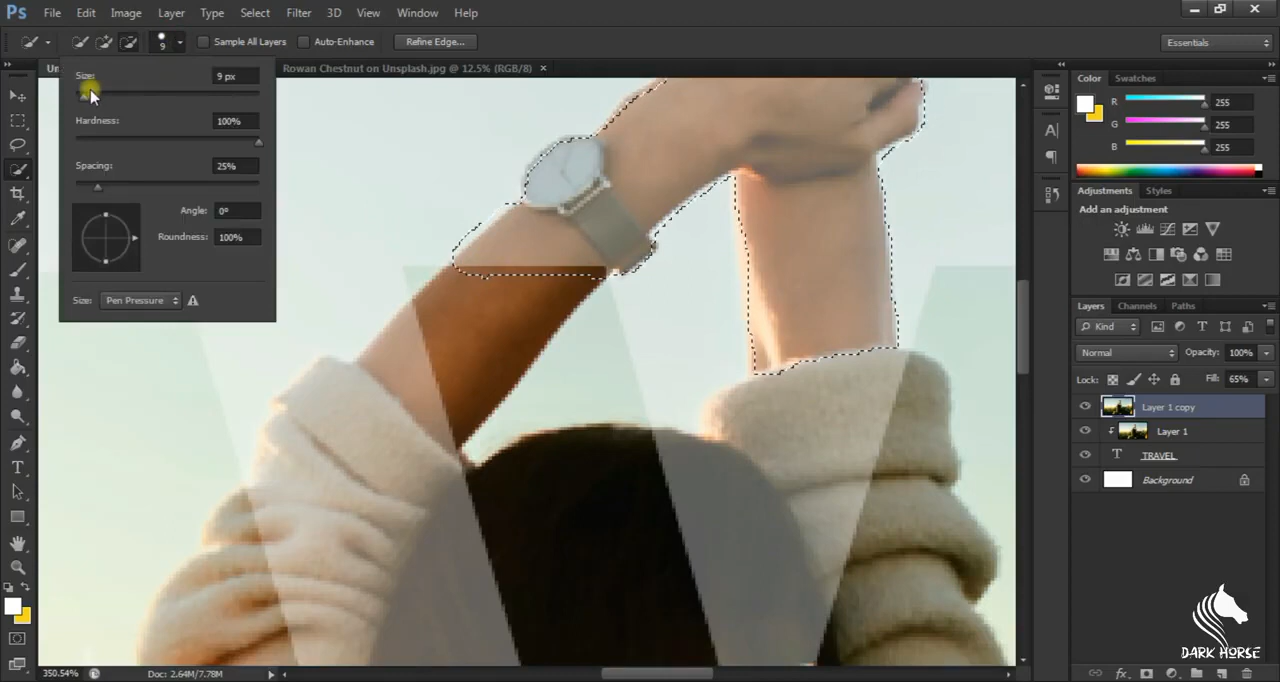 Ps File Edit Image Layer Type Select Filter 3D View Window Help
9 Sample All Layers Auto-Enhance Refine Edge... Essentials
Un Rowan Chestnut on Unsplash.jpg @ 12.5% (RGB/8) ×
Size: 9 px
Hardness: 100%
Spacing: 25%
Angle: 0º
Roundness: 100%
Size: Pen Pressure
Color Swatches
R 255
G 255
B 255
Adjustments Styles
Add an adjustment
Layers Channels Paths
Kind
Normal Opacity: 100%
Lock: Fill: 65%
Layer 1 copy
Layer 1
T TRAVEL
Background
DARK HORSE
350.54% Doc: 2.64M/7.78M